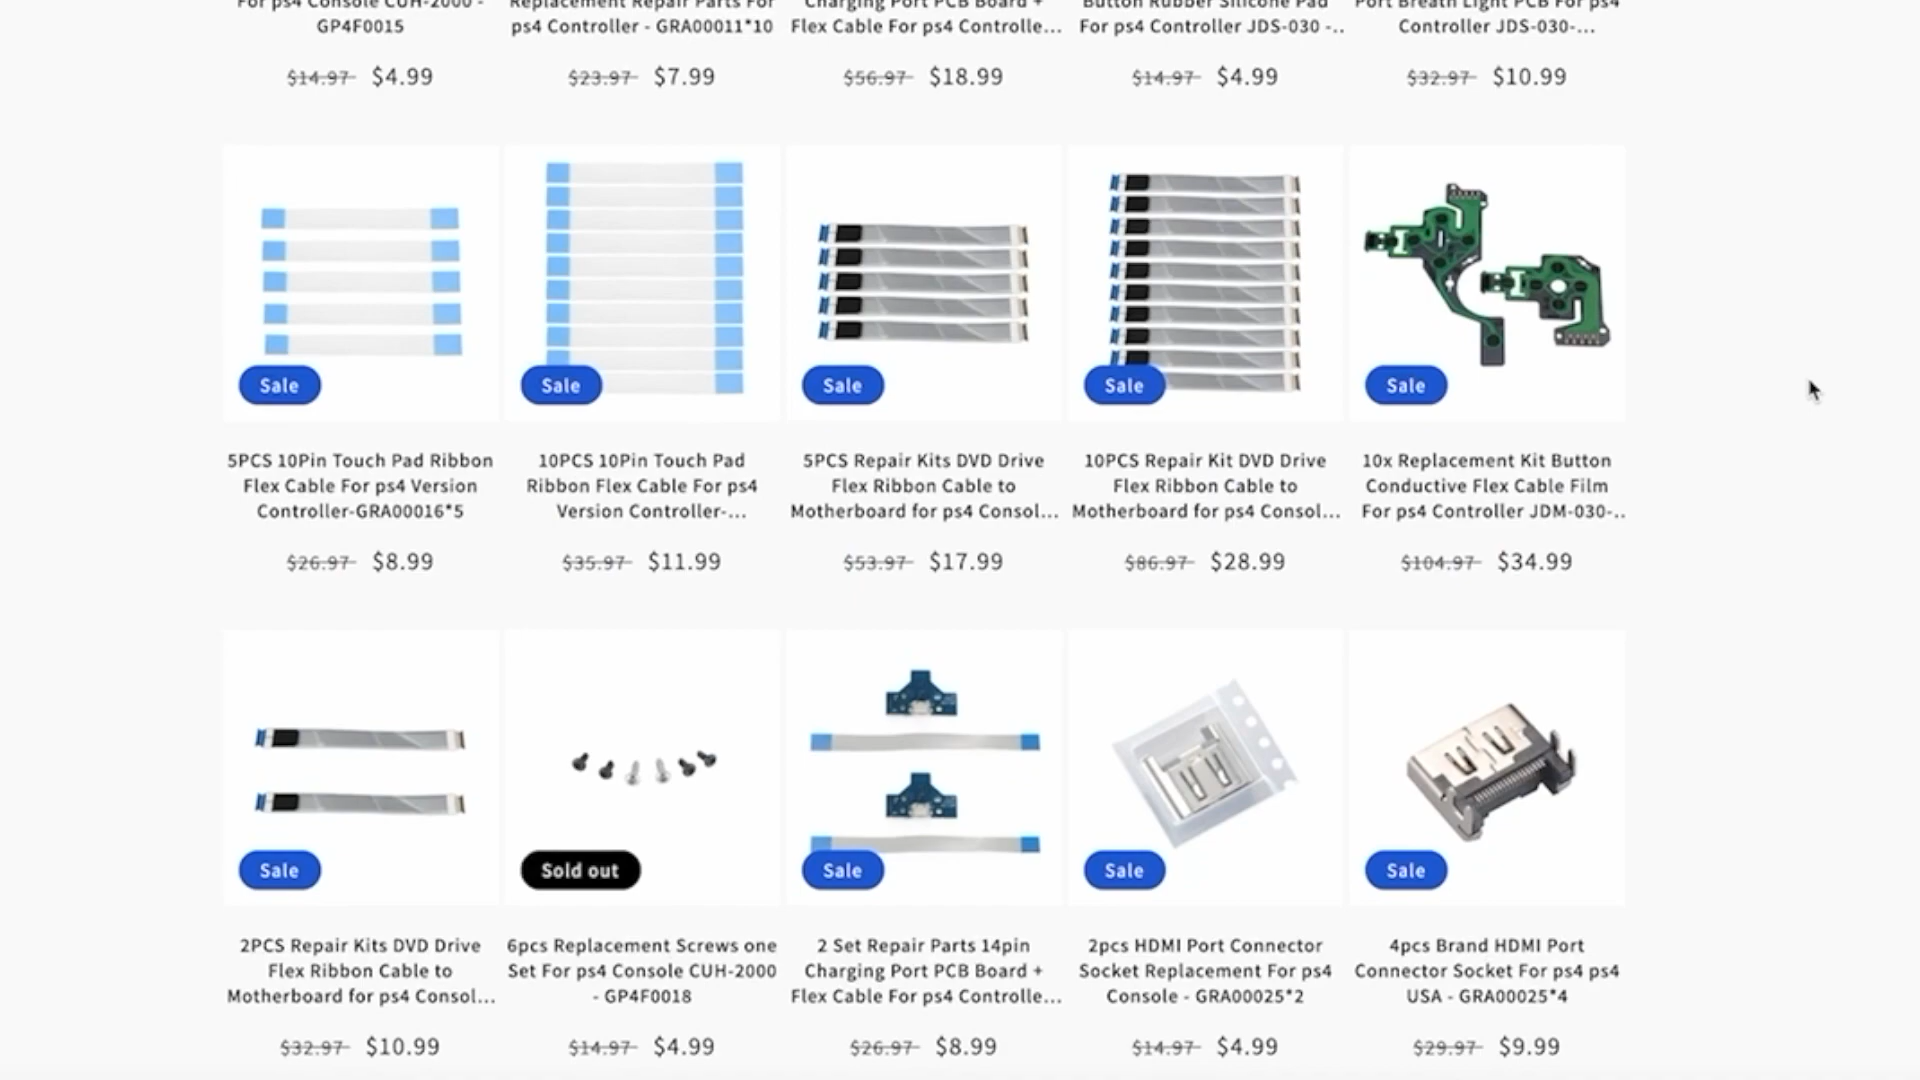 For ps4 Console CUH-2000 -
GP4F0015
$14.97 $4.99
Replacement Repair Parts For
ps4 Controller - GRA00011*10
$23.97 $7.99
Charging Port PCB Board +
Flex Cable For ps4 Controlle...
$56.97 $18.99
Button Rubber Silicone Pad
For ps4 Controller JDS-030 -..
$14.97 $4.99
Port Breath Light PCB For ps4
Controller JDS-030-...
$32.97 $10.99
Sale
5PCS 10Pin Touch Pad Ribbon
Flex Cable For ps4 Version
Controller-GRA00016*5
$26.97 $8.99
Sale
10PCS 10Pin Touch Pad
Ribbon Flex Cable For ps4
Version Controller-...
$35.97 $11.99
Sale
5PCS Repair Kits DVD Drive
Flex Ribbon Cable to
Motherboard for ps4 Consol...
$53.97 $17.99
Sale
10PCS Repair Kit DVD Drive
Flex Ribbon Cable to
Motherboard for ps4 Consol...
$86.97 $28.99
Sale
10x Replacement Kit Button
Conductive Flex Cable Film
For ps4 Controller JDM-030-..
$104.97 $34.99
Sale
2PCS Repair Kits DVD Drive
Flex Ribbon Cable to
Motherboard for ps4 Consol...
$32.97 $10.99
Sold out
6pcs Replacement Screws one
Set For ps4 Console CUH-2000
- GP4F0018
$14.97 $4.99
Sale
2 Set Repair Parts 14pin
Charging Port PCB Board +
Flex Cable For ps4 Controlle...
$26.97 $8.99
Sale
2pcs HDMI Port Connector
Socket Replacement For ps4
Console - GRA00025*2
$14.97 $4.99
Sale
4pcs Brand HDMI Port
Connector Socket For ps4 ps4
USA - GRA00025*4
$29.97 $9.99